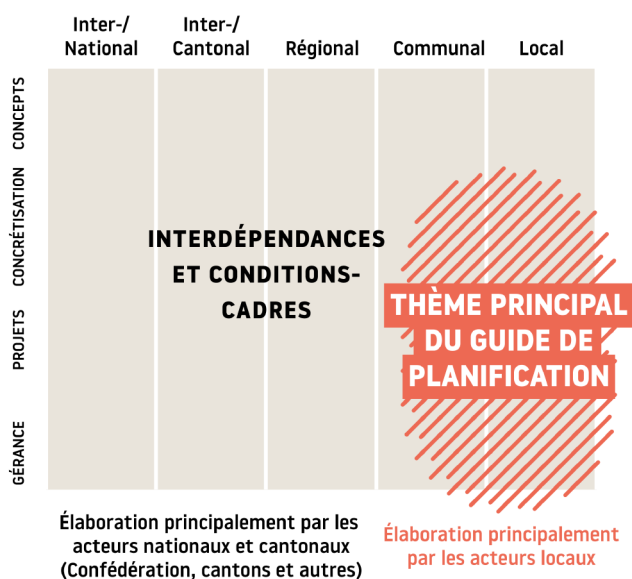 Inter-/
National
Inter-/
Cantonal
Régional
Communal
Local
CONCEPTS
CONCRÉTISATION
PROJETS
GÉRANCE
INTERDÉPENDANCES
ET CONDITIONS-
CADRES
THÈME PRINCIPAL
DU GUIDE DE
PLANIFICATION
Élaboration principalement par les
acteurs nationaux et cantonaux
(Confédération, cantons et autres)
Élaboration principalement
par les acteurs locaux